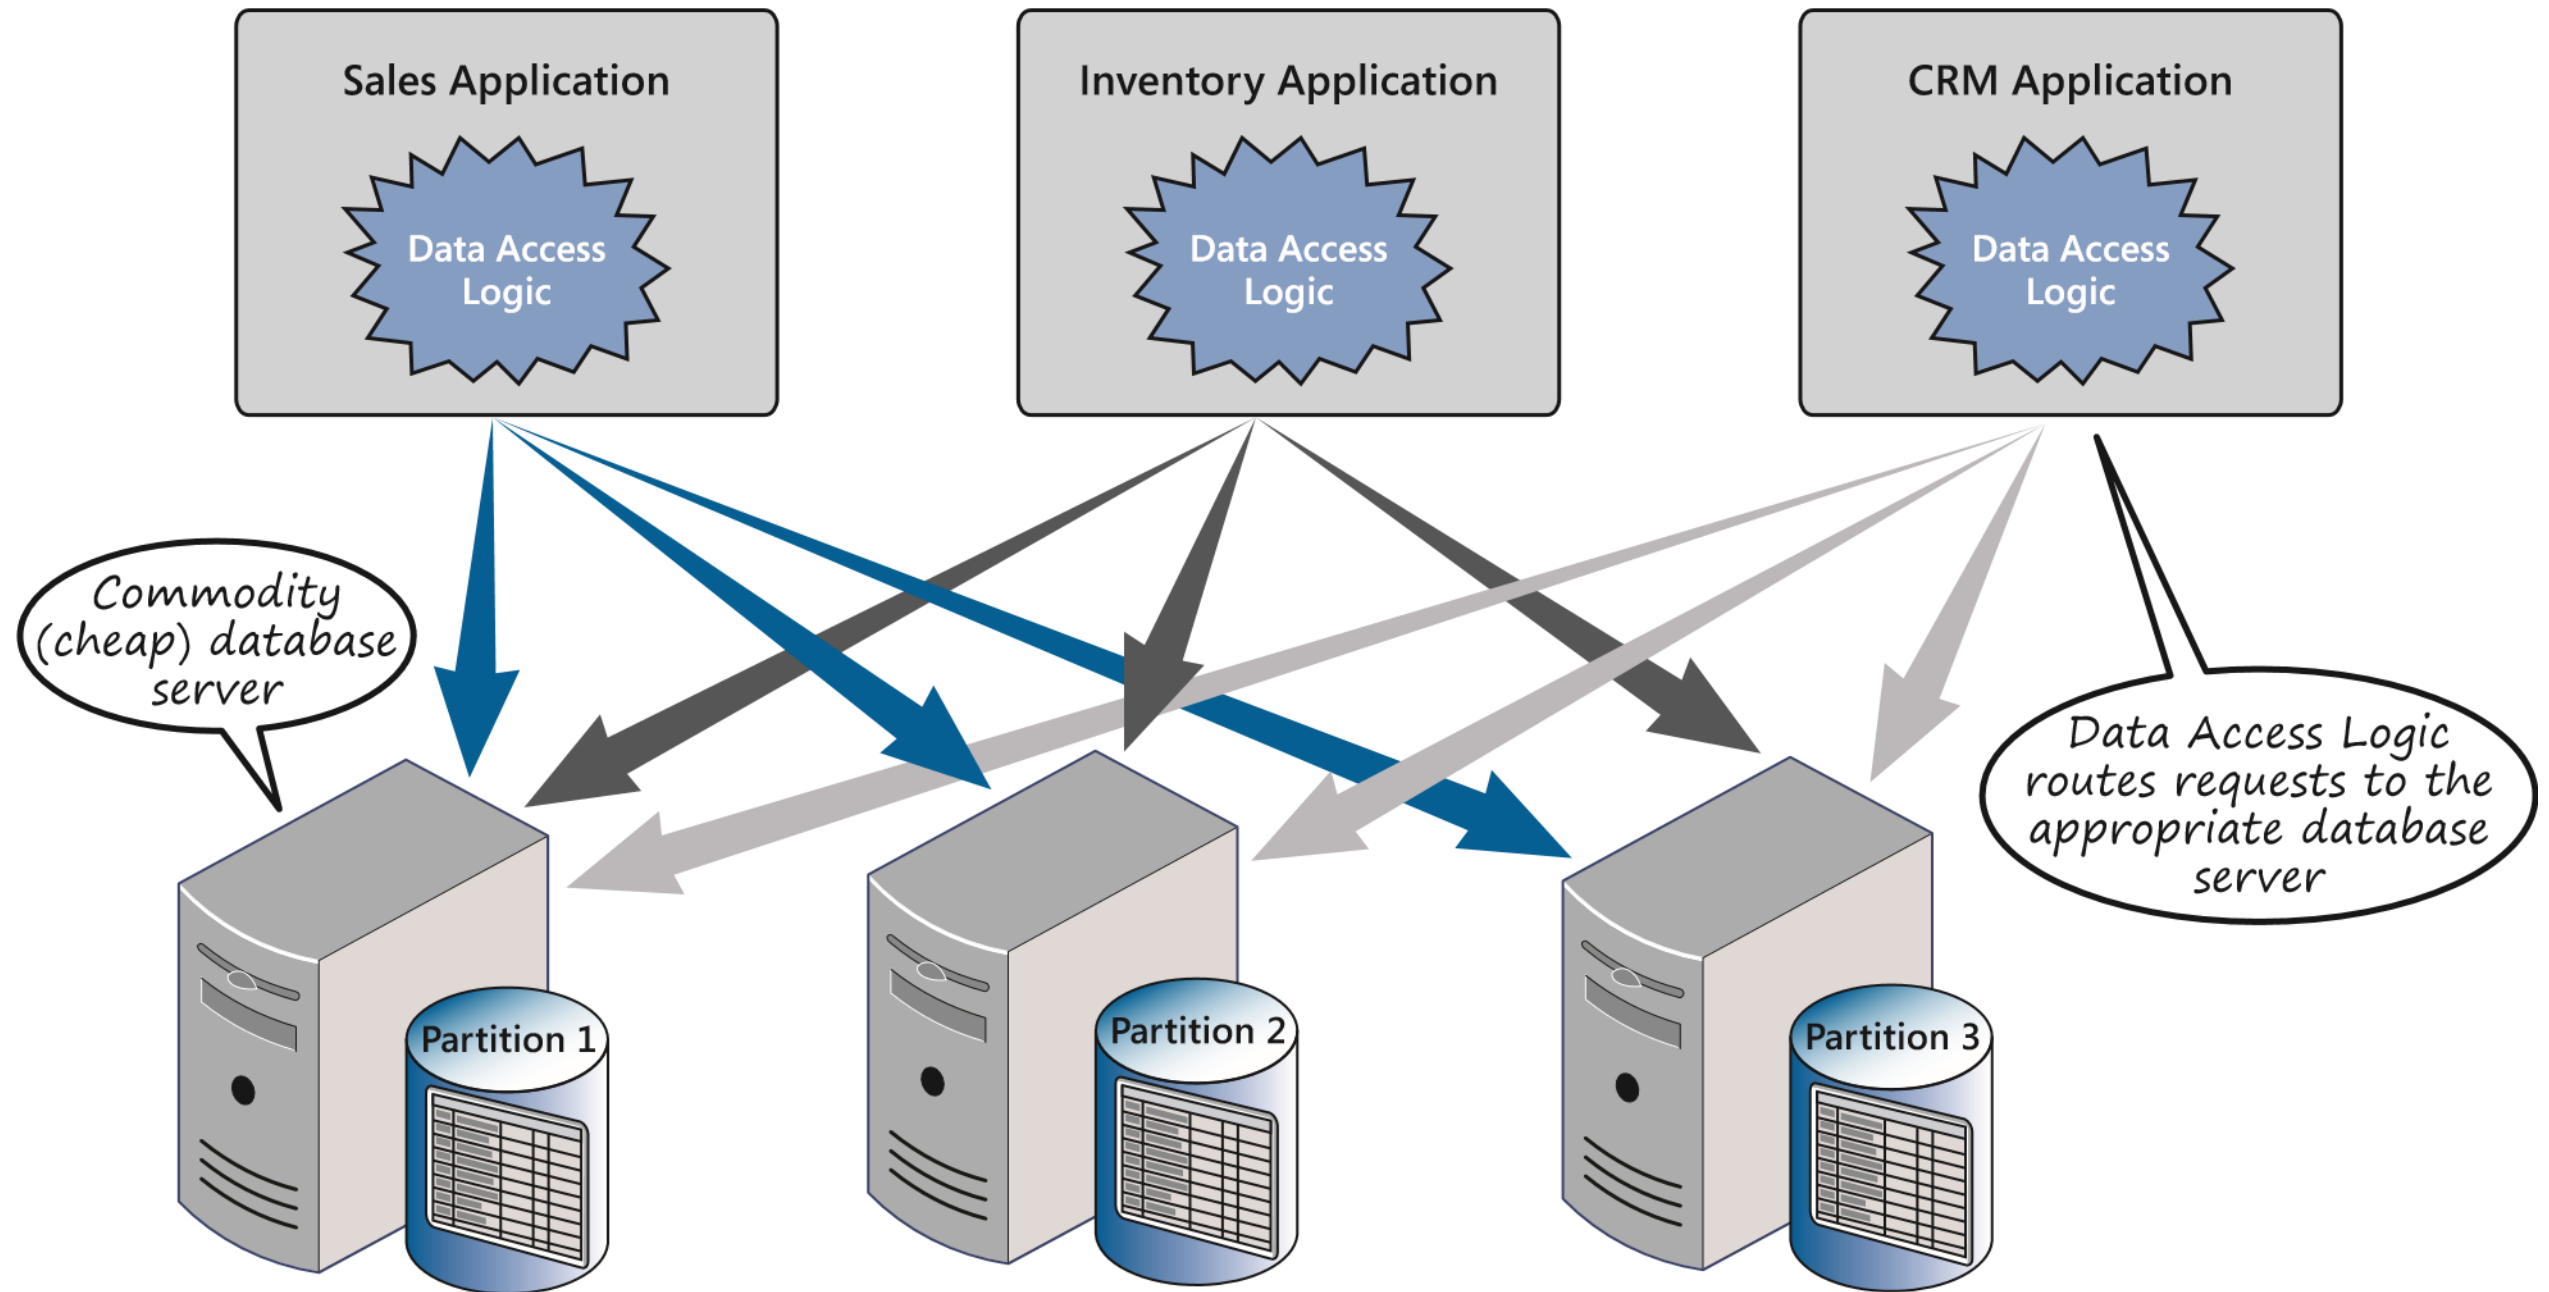 Sales Application
Data Access
Logic
Inventory Application
Data Access
Logic
CRM Application
Data Access
Logic
Commodity
(cheap) database
server
Data Access Logic
routes requests to the
appropriate database
server
Partition 1
Partition 2
Partition 3